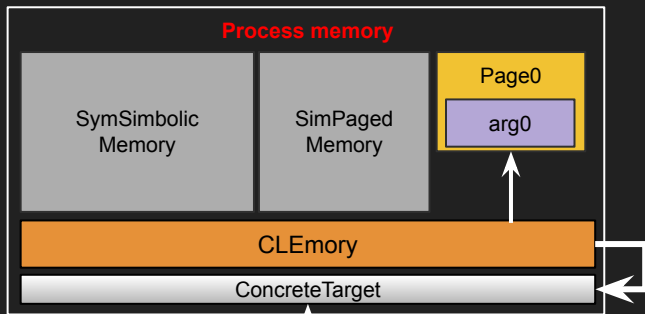 Process memory
SymSimbolic
Memory
SimPaged
Memory
Page0
arg0
CLEmory
ConcreteTarget